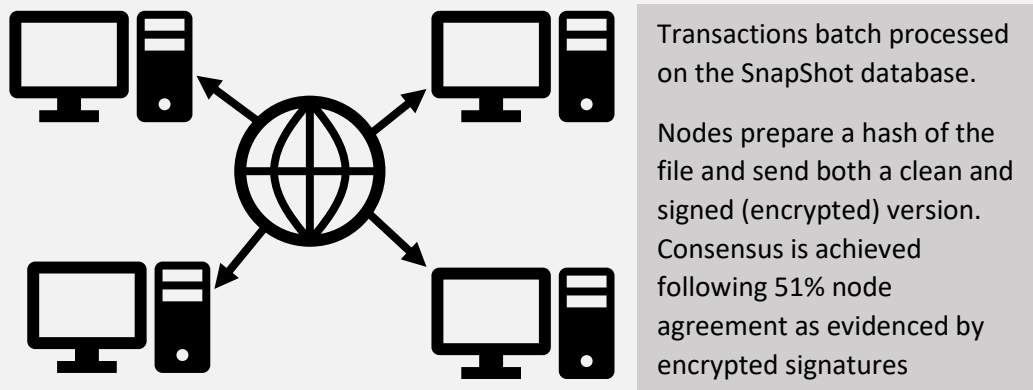 Transactions batch processed
on the SnapShot database.
Nodes prepare a hash of the
file and send both a clean and
signed (encrypted) version.
Consensus is achieved
following 51% node
agreement as evidenced by
encrypted signatures